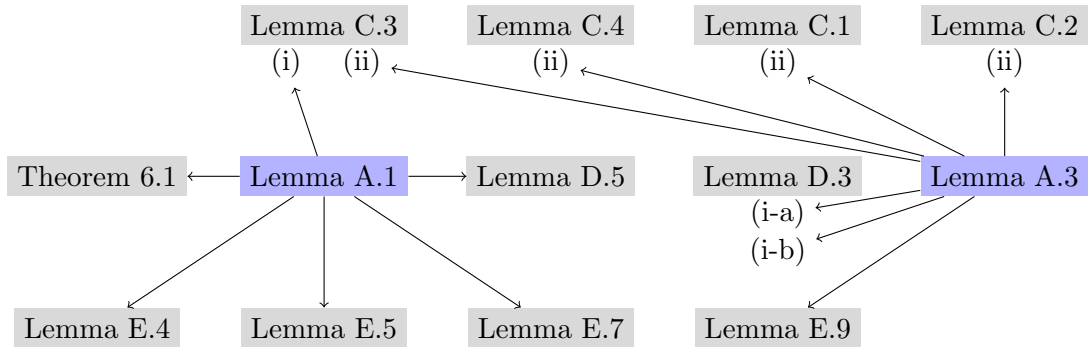 Lemma C.3 Lemma C.4 Lemma C.1 Lemma C.2
(i) (ii) (ii) (ii) (ii)
Theorem 6.1 Lemma A.1 Lemma D.5 Lemma D.3 Lemma A.3
(i-a)
(i-b)
Lemma E.4 Lemma E.5 Lemma E.7 Lemma E.9